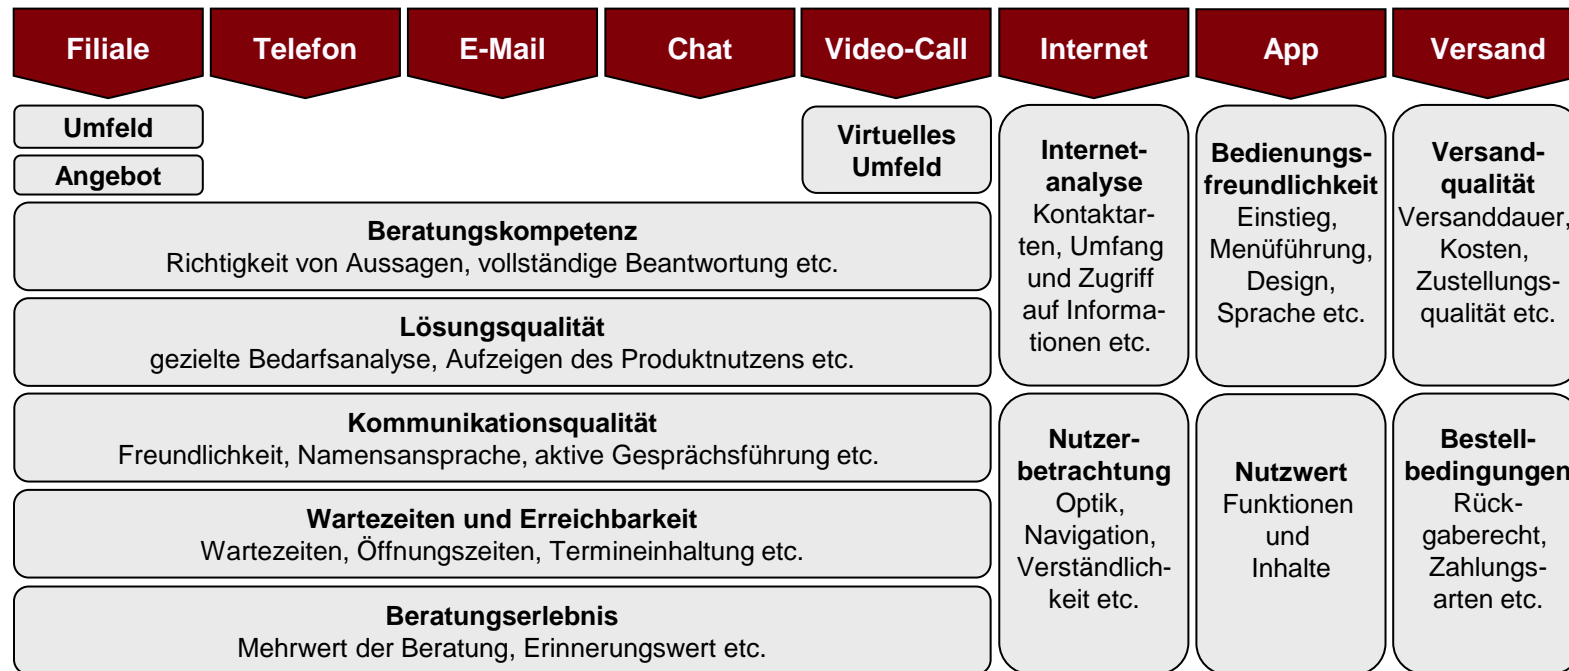 Filiale
Telefon
E-Mail
Chat
Video-Call
Internet
App
Versand
Umfeld
Angebot
Virtuelles
Umfeld
Beratungskompetenz
Richtigkeit von Aussagen, vollständige Beantwortung etc.
Lösungsqualität
gezielte Bedarfsanalyse, Aufzeigen des Produktnutzens etc.
Kommunikationsqualität
Freundlichkeit, Namensansprache, aktive Gesprächsführung etc.
Wartezeiten und Erreichbarkeit
Wartezeiten, Öffnungszeiten, Termineinhaltung etc.
Beratungserlebnis
Mehrwert der Beratung, Erinnerungswert etc.
Internet-
analyse
Kontaktar-
ten, Umfang
und Zugriff
auf Informa-
tionen etc.
Nutzer-
betrachtung
Optik,
Navigation,
Verständlich-
keit etc.
Bedienungs-
freundlichkeit
Einstieg,
Menüführung,
Design,
Sprache etc.
Nutzwert
Funktionen
und
Inhalte
Versand-
qualität
Versanddauer,
Kosten,
Zustellungs-
qualität etc.
Bestell-
bedingungen
Rück-
gaberecht,
Zahlungs-
arten etc.